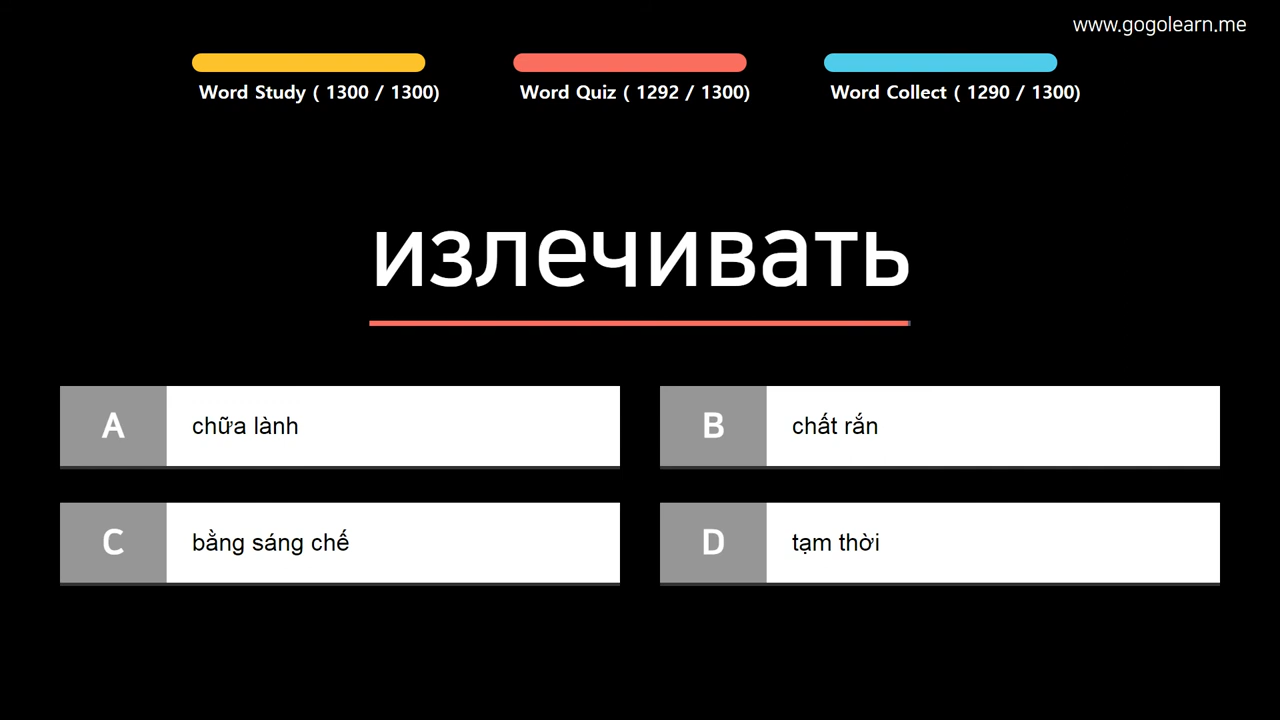 www.gogolearn.me
Word Study ( 1300 / 1300)
Word Quiz ( 1292 / 1300)
Word Collect ( 1290 / 1300)
излечивать
A chữa lành
B chất rắn
C bằng sáng chế
D tạm thời